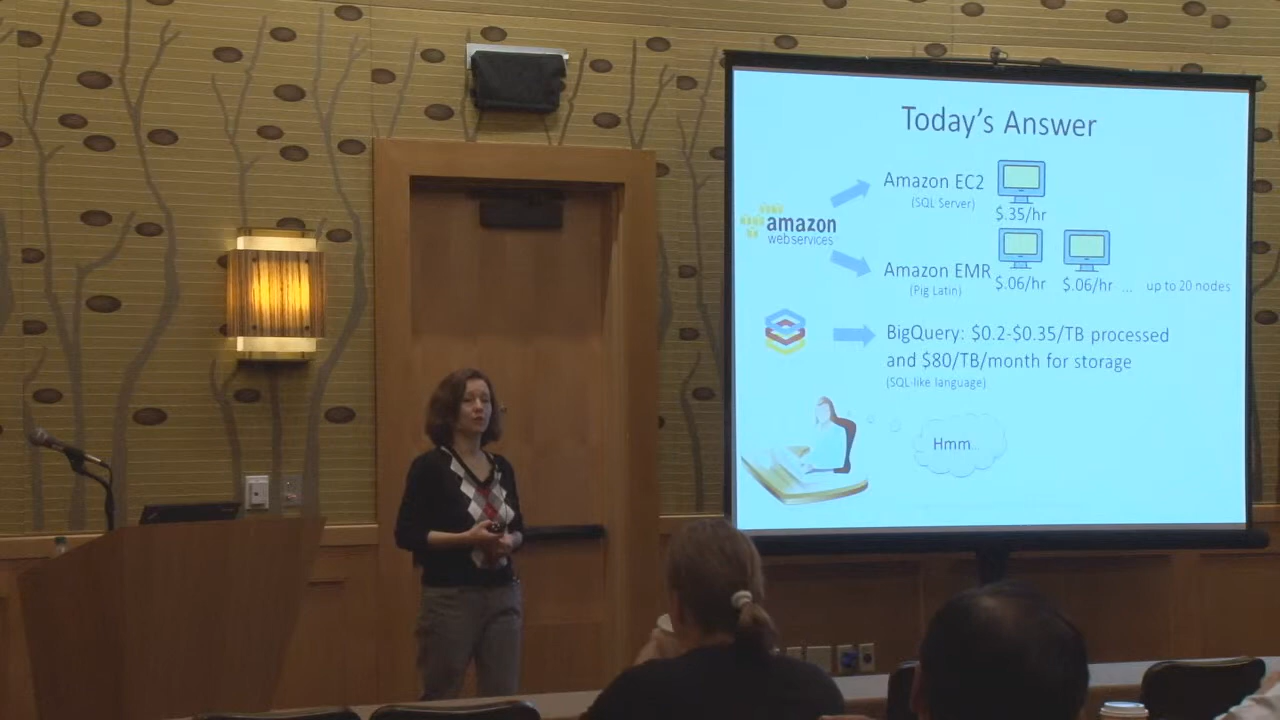 Today's Answer
Amazon EC2
(SQL Server)
$.35/hr
amazon
webservices
Amazon EMR
(Pig Latin)
$.06/hr
$.06/hr ... up to 20 nodes
BigQuery: $0.2-$0.35/TB processed
and $80/TB/month for storage
(SQL-like language)
Hmm...